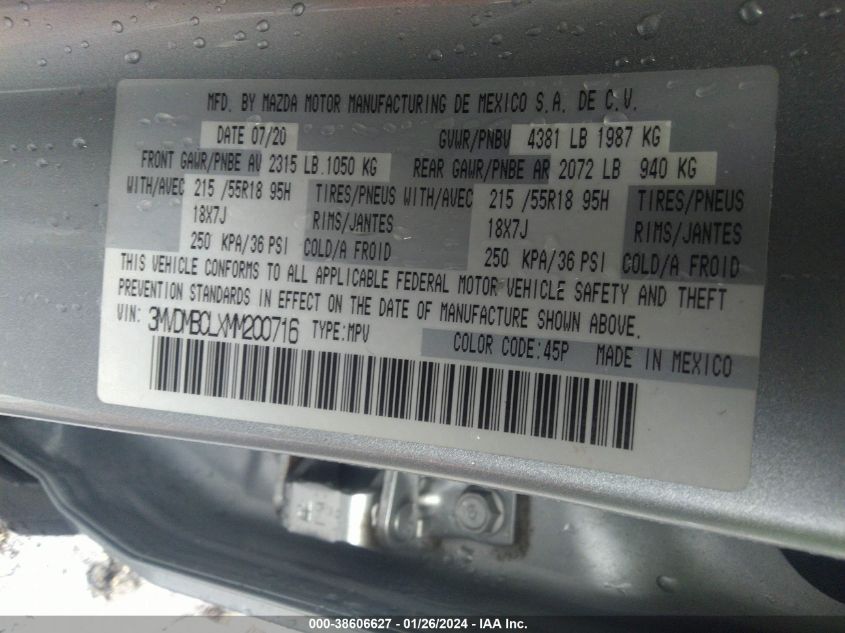 MFD. BY MAZDA MOTOR MANUFACTURING DE MEXICO S.A. DE C.V.
DATE 07/20 GVWR/PNBV 4381 LB 1987 KG
FRONT GAWR/PNBE AV 2315 LB 1050 KG REAR GAWR/PNBE AR 2072 LB 940 KG
WITH/AVEC 215 /55R18 95H TIRES/PNEUS WITH/AVEC 215 /55R18 95H TIRES/PNEUS
18X7J RIMS/JANTES 18X7J RIMS/JANTES
250 KPA/36 PSI COLD/A FROID 250 KPA/36 PSI COLD/A FROID
THIS VEHICLE CONFORMS TO ALL APPLICABLE FEDERAL MOTOR VEHICLE SAFETY AND THEFT
PREVENTION STANDARDS IN EFFECT ON THE DATE OF MANUFACTURE SHOWN ABOVE.
VIN: 3MVDMBCLXMM200716 TYPE:MPV COLOR CODE:45P MADE IN MEXICO
000-38606627 - 01/26/2024 - IAA Inc.